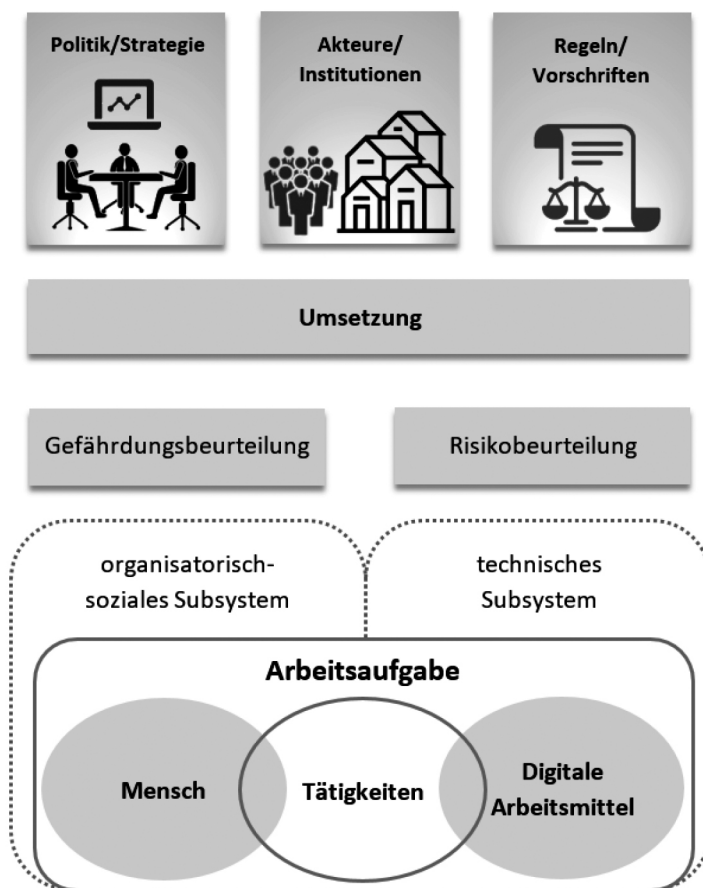 Politik/Strategie
Akteure/
Institutionen
Regeln/
Vorschriften
Umsetzung
Gefährdungsbeurteilung
Risikobeurteilung
organisatorisch-
soziales Subsystem
technisches
Subsystem
Arbeitsaufgabe
Mensch
Tätigkeiten
Digitale
Arbeitsmittel